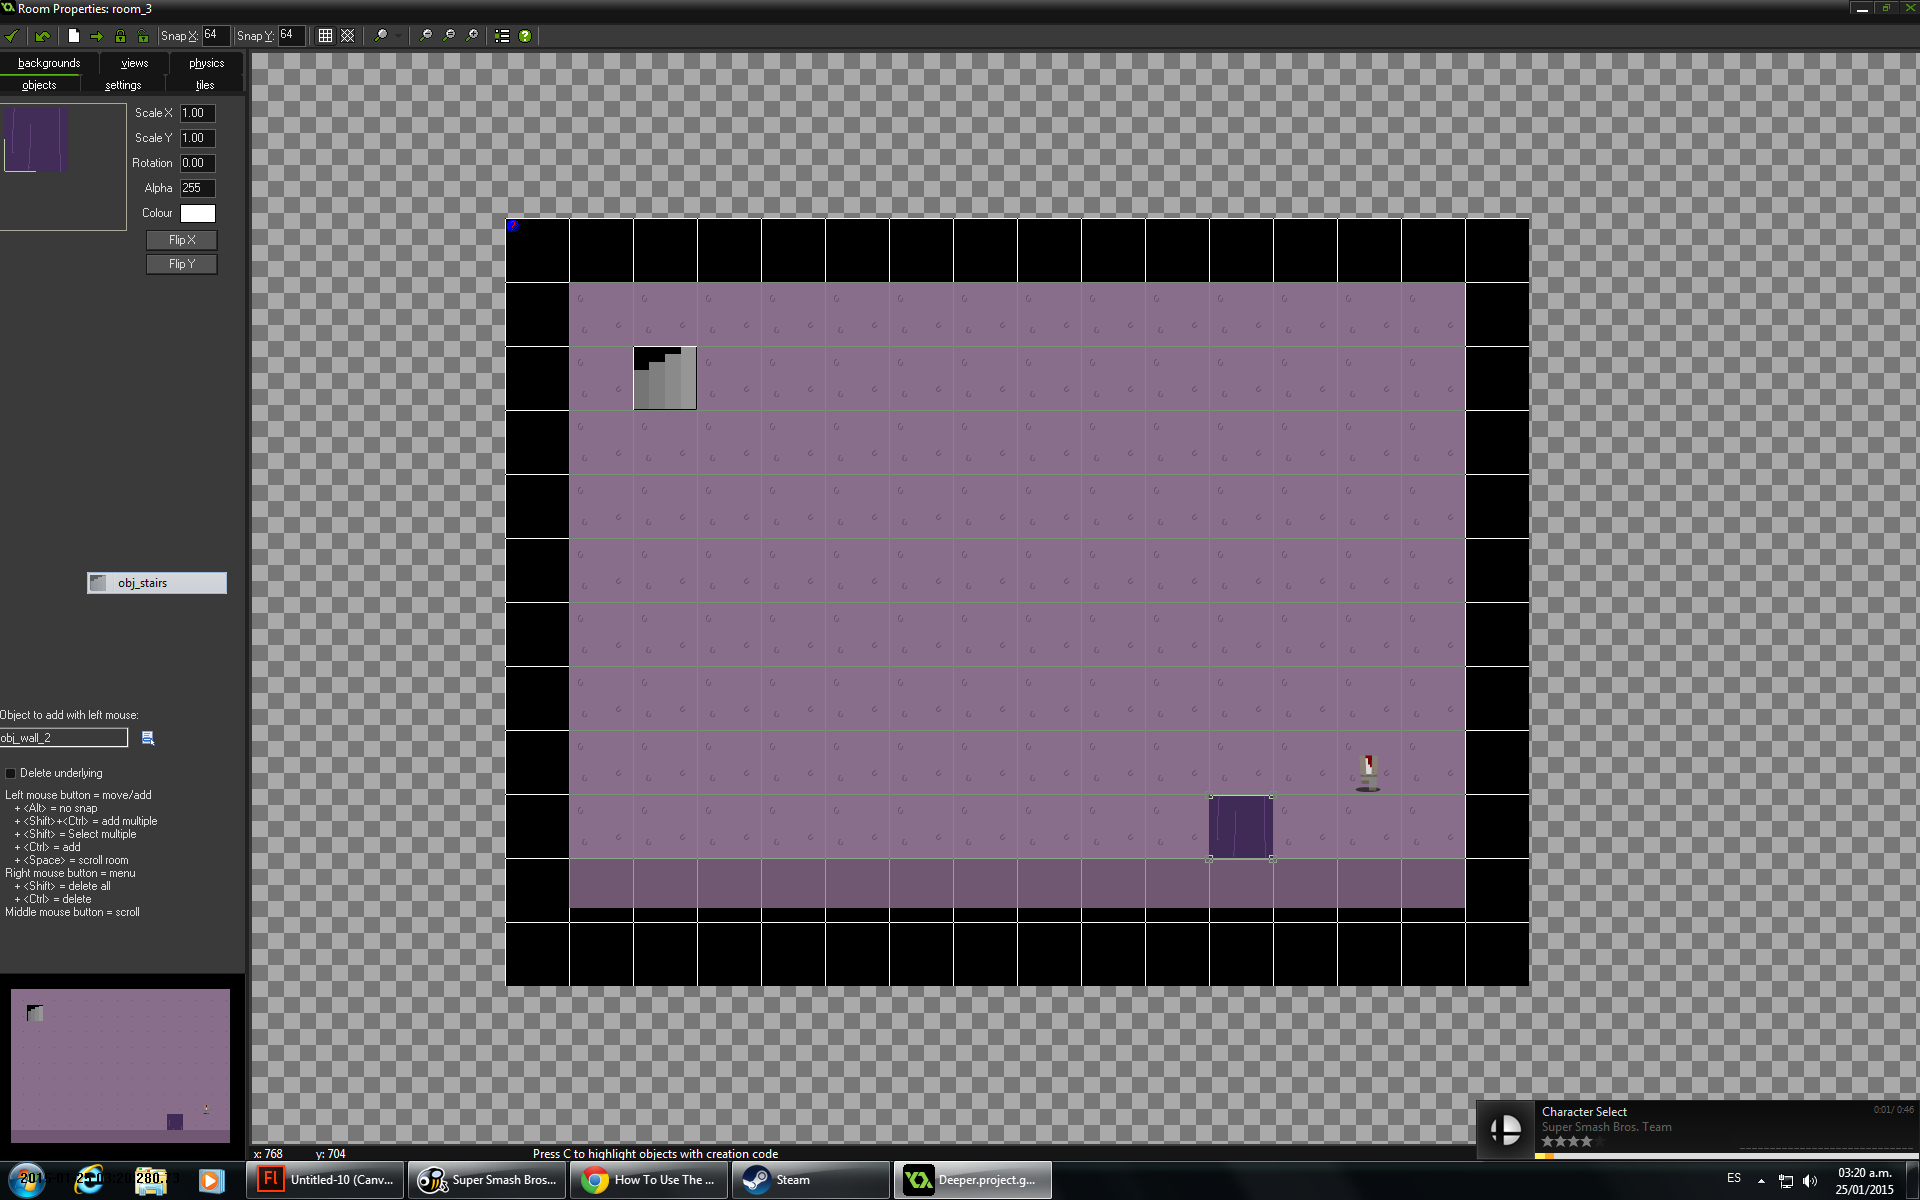 Room Properties: room_3
Snap X: 64 Snap Y: 64
backgrounds views physics
objects settings tiles
Scale X 1.00
Scale Y 1.00
Rotation 0.00
Alpha 255
Colour
Flip X
Flip Y
obj_stairs
Object to add with left mouse:
obj_wall_2
Delete underlying
Left mouse button = move/add
+ <Alt> = no snap
+ <Shift>+<Ctrl> = add multiple
+ <Shift> = Select multiple
+ <Ctrl> = add
+ <Space> = scroll room
Right mouse button = menu
+ <Shift> = delete all
+ <Ctrl> = delete
Middle mouse button = scroll
x: 768 y: 704 Press C to highlight objects with creation code
Character Select 0:01/ 0:46
Super Smash Bros. Team
Fl Untitled-10 (Canv...
Super Smash Bros...
How To Use The ...
Steam
Deeper.project.g...
ES
03:20 a.m.
25/01/2015